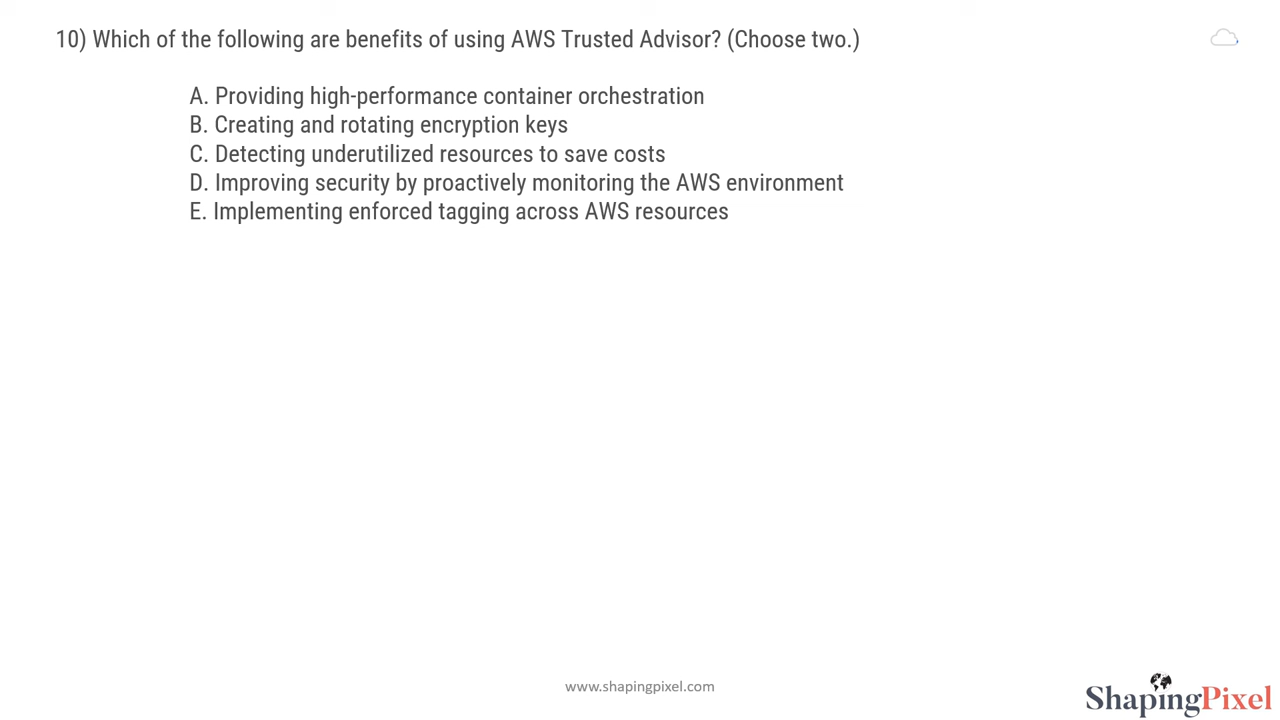 10) Which of the following are benefits of using AWS Trusted Advisor? (Choose two.)
A. Providing high-performance container orchestration
B. Creating and rotating encryption keys
C. Detecting underutilized resources to save costs
D. Improving security by proactively monitoring the AWS environment
E. Implementing enforced tagging across AWS resources
www.shapingpixel.com
ShapingPixel